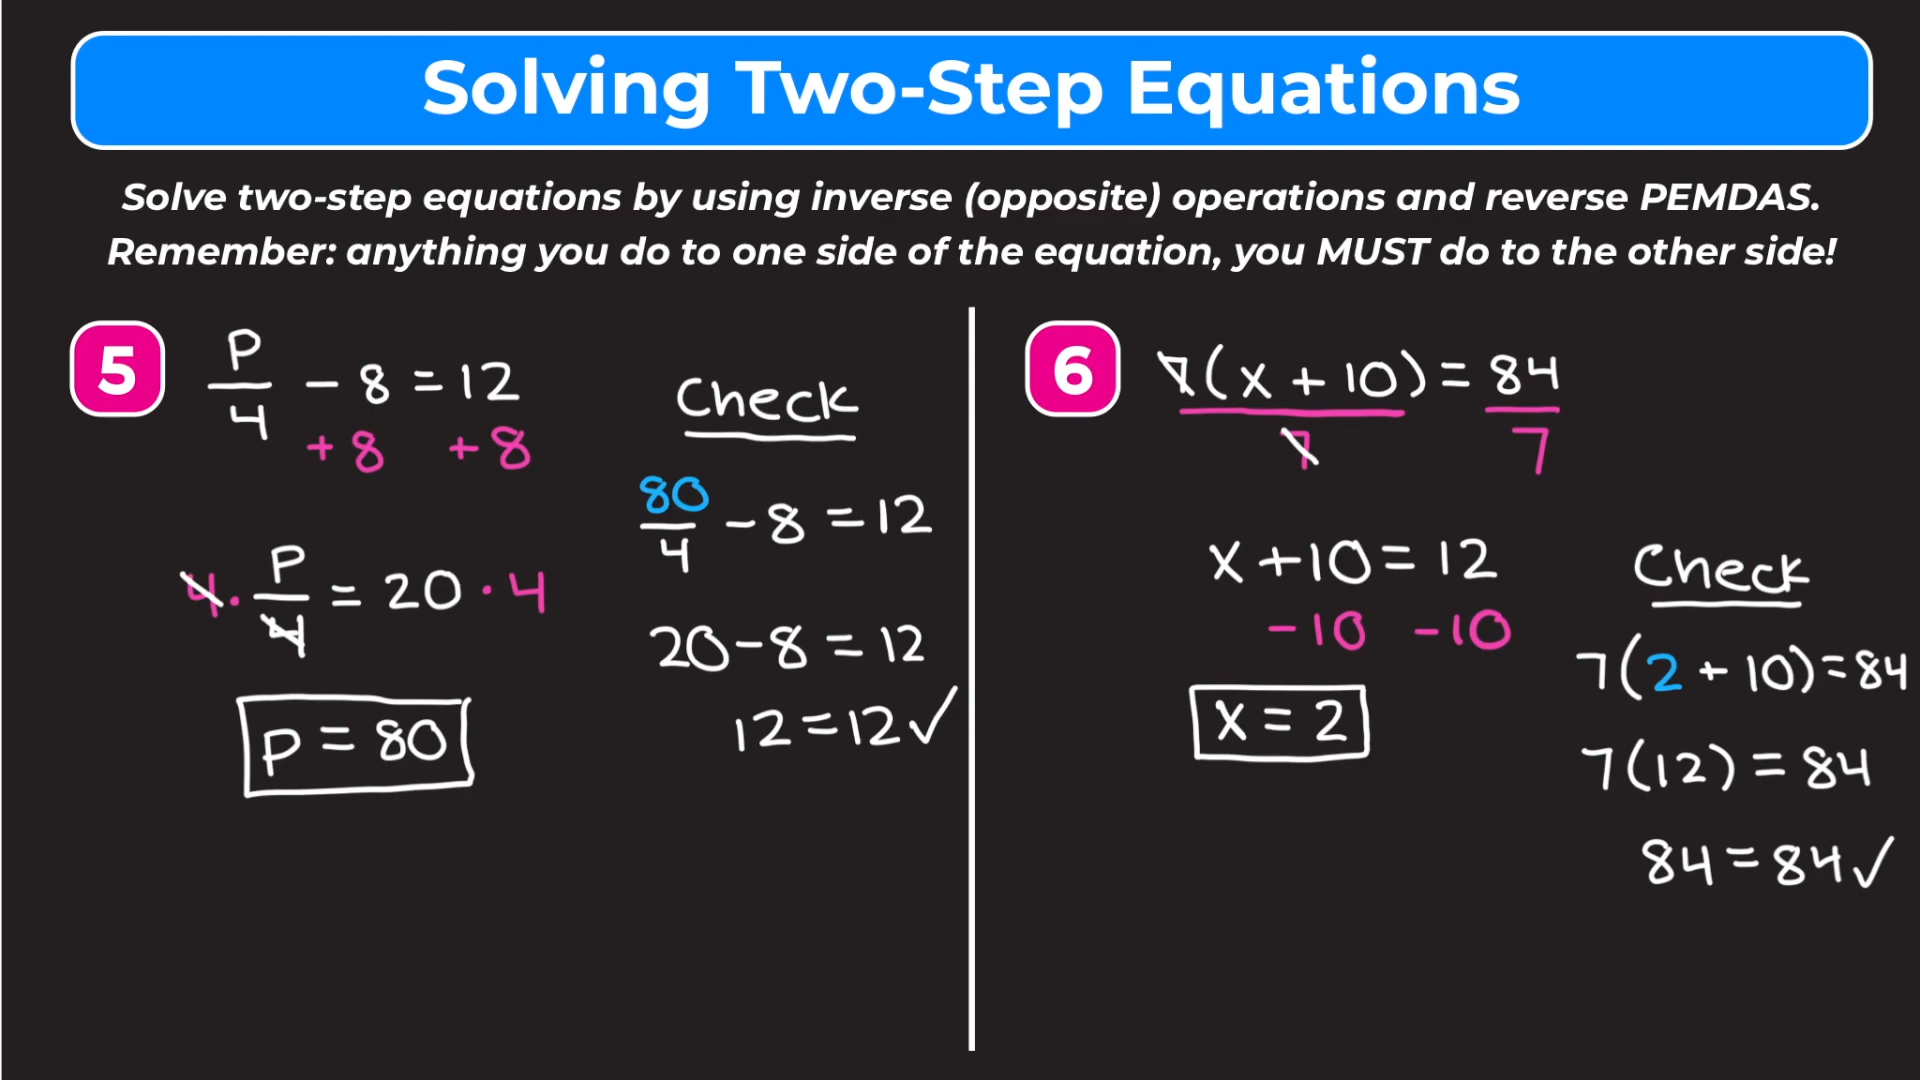 Solving Two-Step Equations
Solve two-step equations by using inverse (opposite) operations and reverse PEMDAS.
Remember: anything you do to one side of the equation, you MUST do to the other side!
5
P/4 - 8 = 12
+8 +8
4 · P/4 = 20 · 4
P = 80
Check
80/4 - 8 = 12
20 - 8 = 12
12 = 12 ✓
6
7(x + 10) = 84
7 7
x + 10 = 12
-10 -10
x = 2
Check
7(2 + 10) = 84
7(12) = 84
84 = 84 ✓